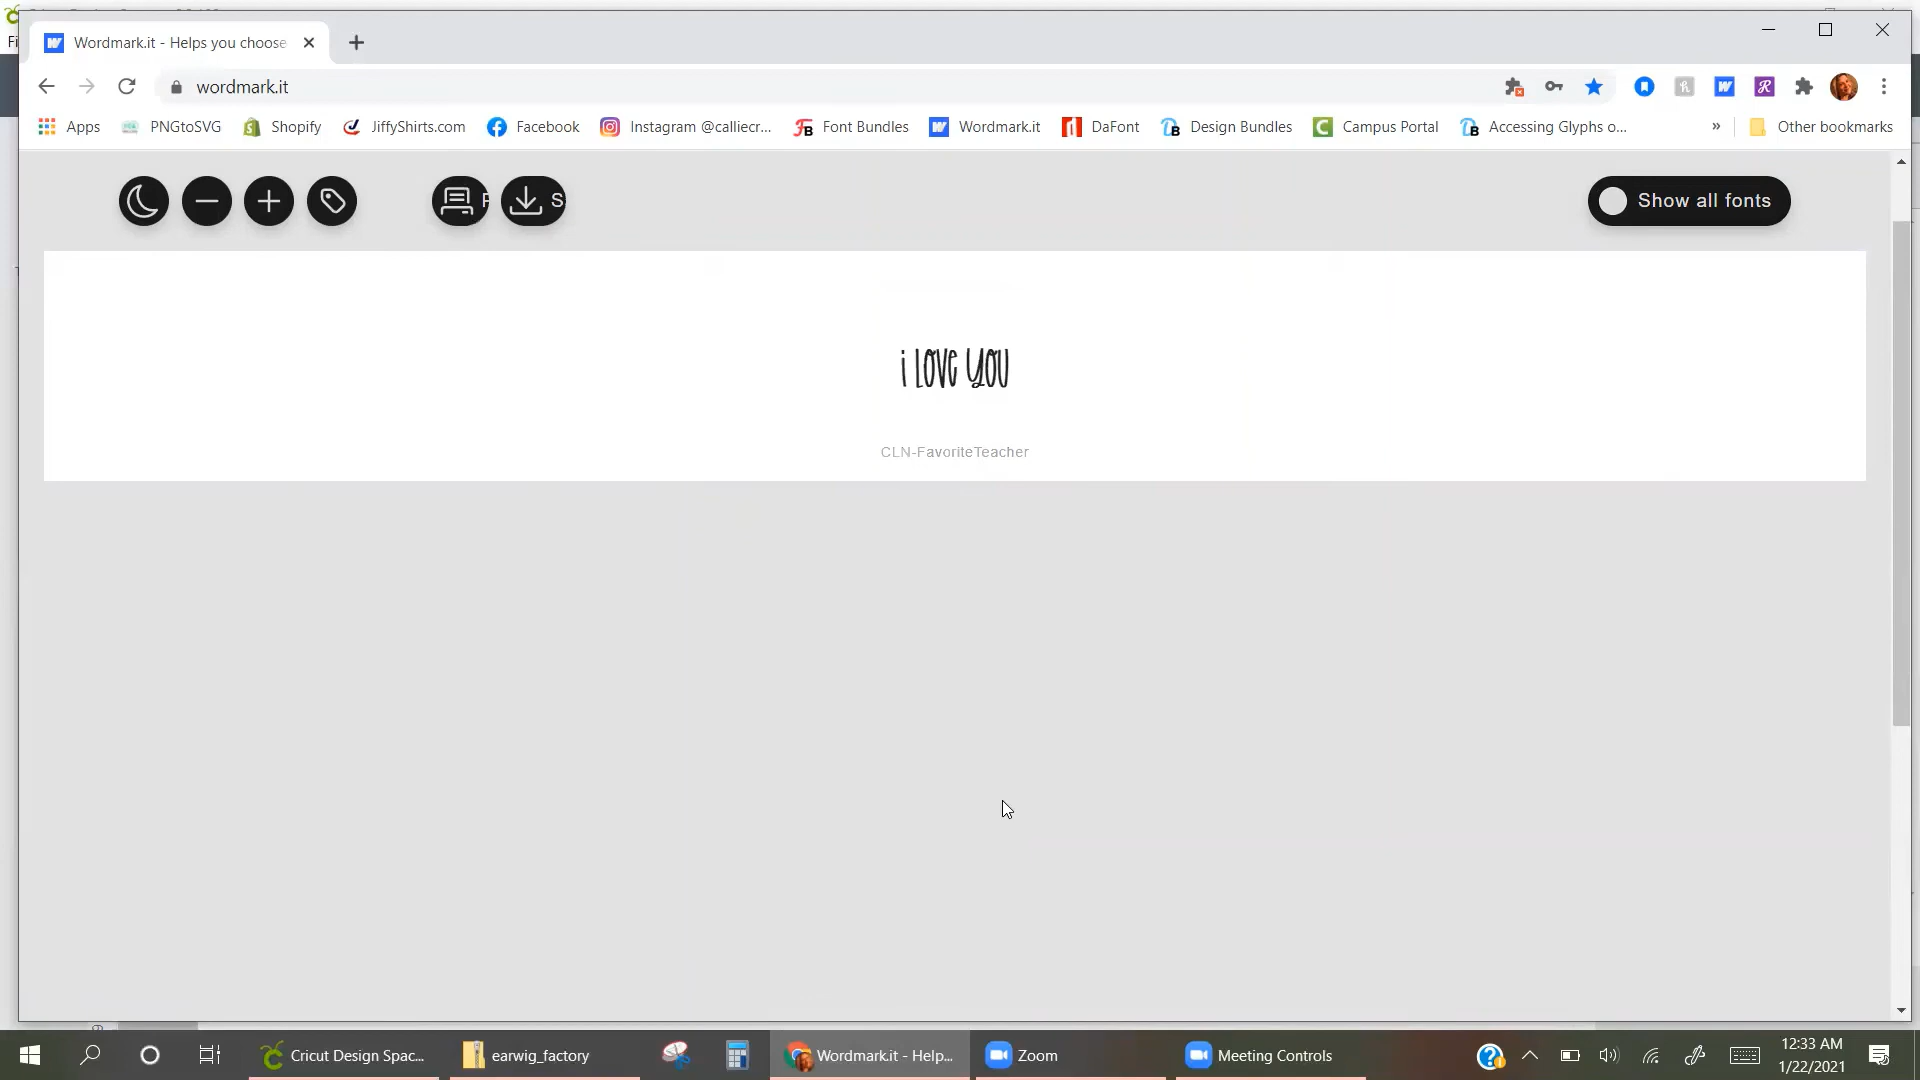 Fi
Wordmark.it - Helps you choose
wordmark.it
Apps
PNGtoSVG
Shopify
JiffyShirts.com
Facebook
Instagram @calliecr...
Font Bundles
Wordmark.it
DaFont
Design Bundles
Campus Portal
Accessing Glyphs o...
»
Other bookmarks
S
Show all fonts
i LOVE YOU
CLN-FavoriteTeacher
Cricut Design Spac...
earwig_factory
Wordmark.it - Help...
Zoom
Meeting Controls
12:33 AM
1/22/2021